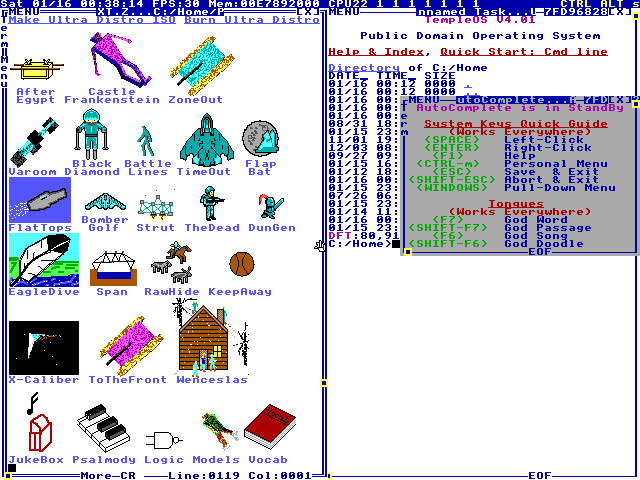 Sat 01/16 00:38:14 FPS:30 Mem:00E7892000 CPU22 1 1 1 1 1 1 1 CTRL ALT S
MENU X1 Z...C:/Home/P [X]
TermMenu
Make Ultra Distro ISO Burn Ultra Distro
After Egypt
Castle Frankenstein
ZoneOut
Varoom
Black Diamond
Battle Lines
TimeOut
Flap Bat
FlatTops
Bomber Golf
Strut
TheDead
DunGen
EagleDive
Span
RawHide
KeepAway
X-Caliber
ToTheFront
Wenceslas
JukeBox
Psalmody
Logic
Models
Vocab
More-CR Line:0119 Col:0001
MENU nnamed Task...L 7FD96828[X]
TempleOS V4.01
Public Domain Operating System
Help & Index, Quick Start: Cmd line
Directory of C:/Home
DATE_ TIME_ SIZE
01/16 00:12 0000
01/16 00:12 0000
01/16 00:
01/16 00:
08/31 18:
01/15 23:
11/01 19:
12/03 08:
09/27 09:
01/15 16:
01/12 16:
01/16 00:
01/15 23:
07/26 05:
01/15 23:
01/14 11:
01/16 00:
01/15 23:
DFT:80,91
C:/Home>
MENU utoComplete... 7FD [X]
Term
AutoComplete is in StandBy
System Keys Quick Guide
(Works Everywhere)
<SPACE> Left-Click
<ENTER> Right-Click
<F1> Help
<CTRL-m> Personal Menu
<ESC> Save & Exit
<SHIFT-ESC> Abort & Exit
<WINDOWS> Pull-Down Menu
Tongues
(Works Everywhere)
<F7> God Word
<SHIFT-F7> God Passage
<F6> God Song
<SHIFT-F6> God Doodle
EOF
EOF